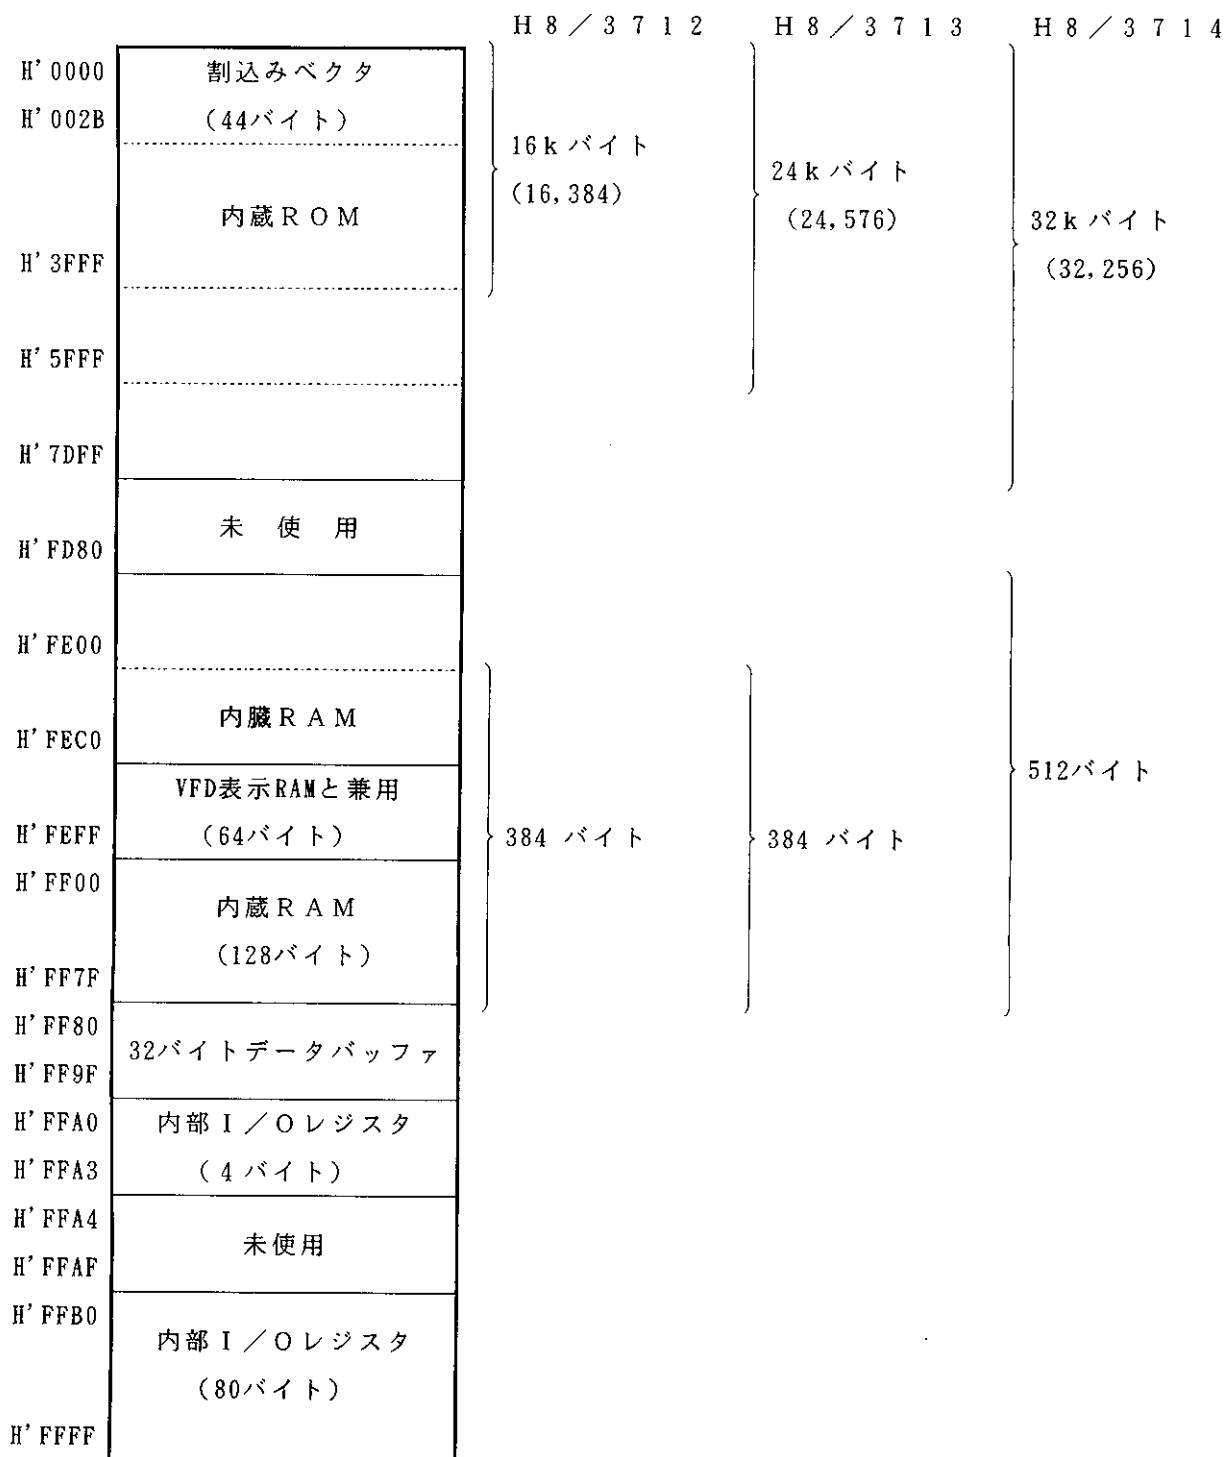 H8/3712 H8/3713 H8/3714
H'0000 割込みベクタ
H'002B (44バイト)
16kバイト
(16,384)
24kバイト
(24,576)
内蔵ROM
32kバイト
(32,256)
H'3FFF
H'5FFF
H'7DFF
未使用
H'FD80
H'FE00
内臓RAM
H'FEC0
VFD表示RAMと兼用
512バイト
H'FEFF (64バイト) 384バイト 384バイト
H'FF00
内蔵RAM
(128バイト)
H'FF7F
H'FF80
32バイトデータバッファ
H'FF9F
H'FFA0 内部I/Oレジスタ
H'FFA3 (4バイト)
H'FFA4
未使用
H'FFAF
H'FFB0
内部I/Oレジスタ
(80バイト)
H'FFFF